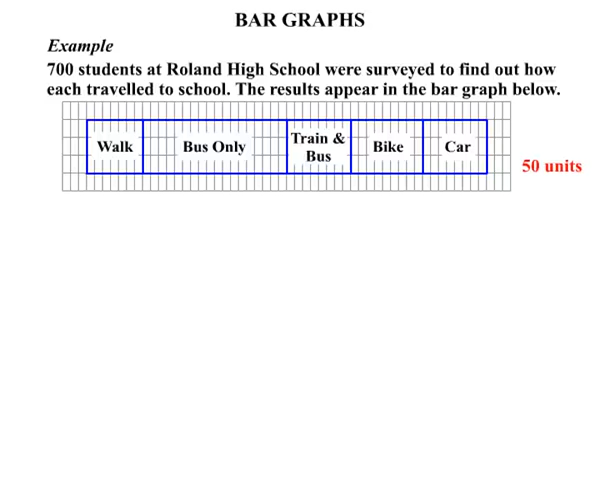 BAR GRAPHS
Example
700 students at Roland High School were surveyed to find out how
each travelled to school. The results appear in the bar graph below.
Walk
Bus Only
Train &
Bus
Bike
Car
50 units